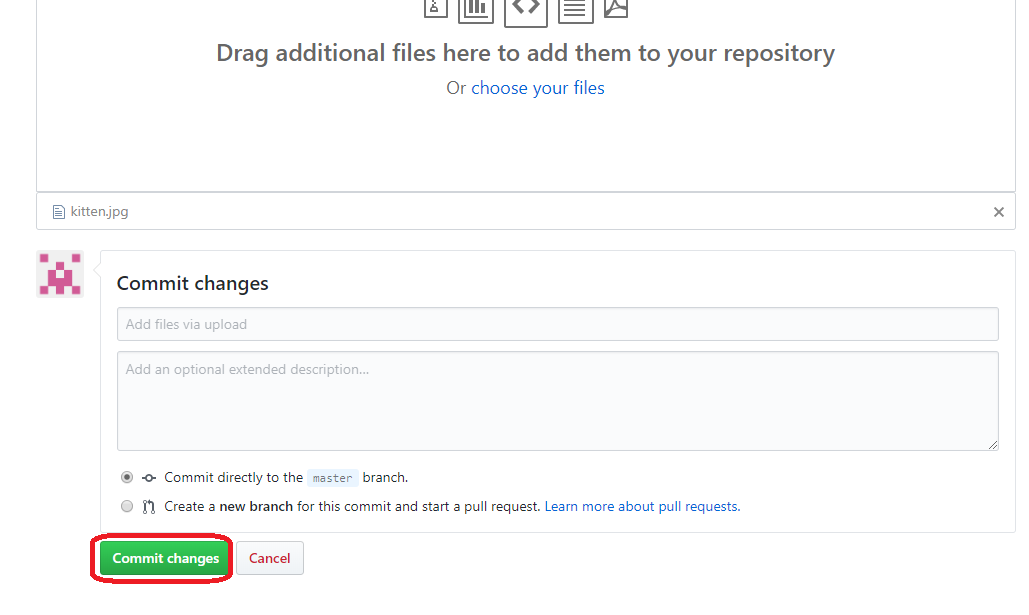 Drag additional files here to add them to your repository
Or choose your files
kitten.jpg
Commit changes
Add files via upload
Add an optional extended description...
Commit directly to the master branch.
Create a new branch for this commit and start a pull request. Learn more about pull requests.
Commit changes Cancel